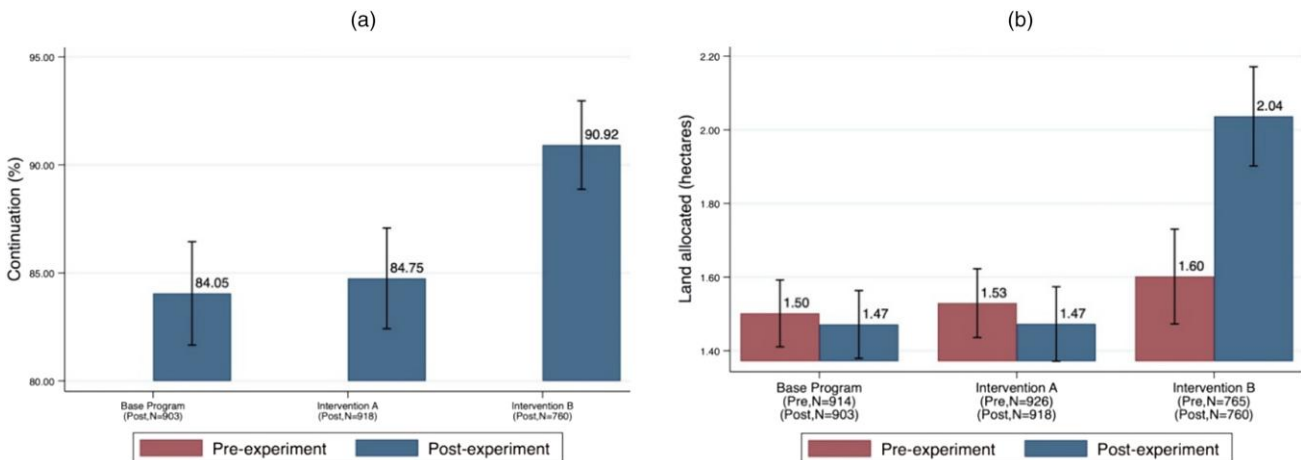 (a)
95.00
90.00
85.00
80.00
Continuation (%)
84.05
84.75
90.92
Base Program
(Post,N=903)
Intervention A
(Post,N=918)
Intervention B
(Post,N=760)
Pre-experiment
Post-experiment
(b)
2.20
2.00
1.80
1.60
1.40
Land allocated (hectares)
1.50
1.47
1.53
1.47
1.60
2.04
Base Program
(Pre,N=914)
(Post,N=903)
Intervention A
(Pre,N=926)
(Post,N=918)
Intervention B
(Pre,N=765)
(Post,N=760)
Pre-experiment
Post-experiment